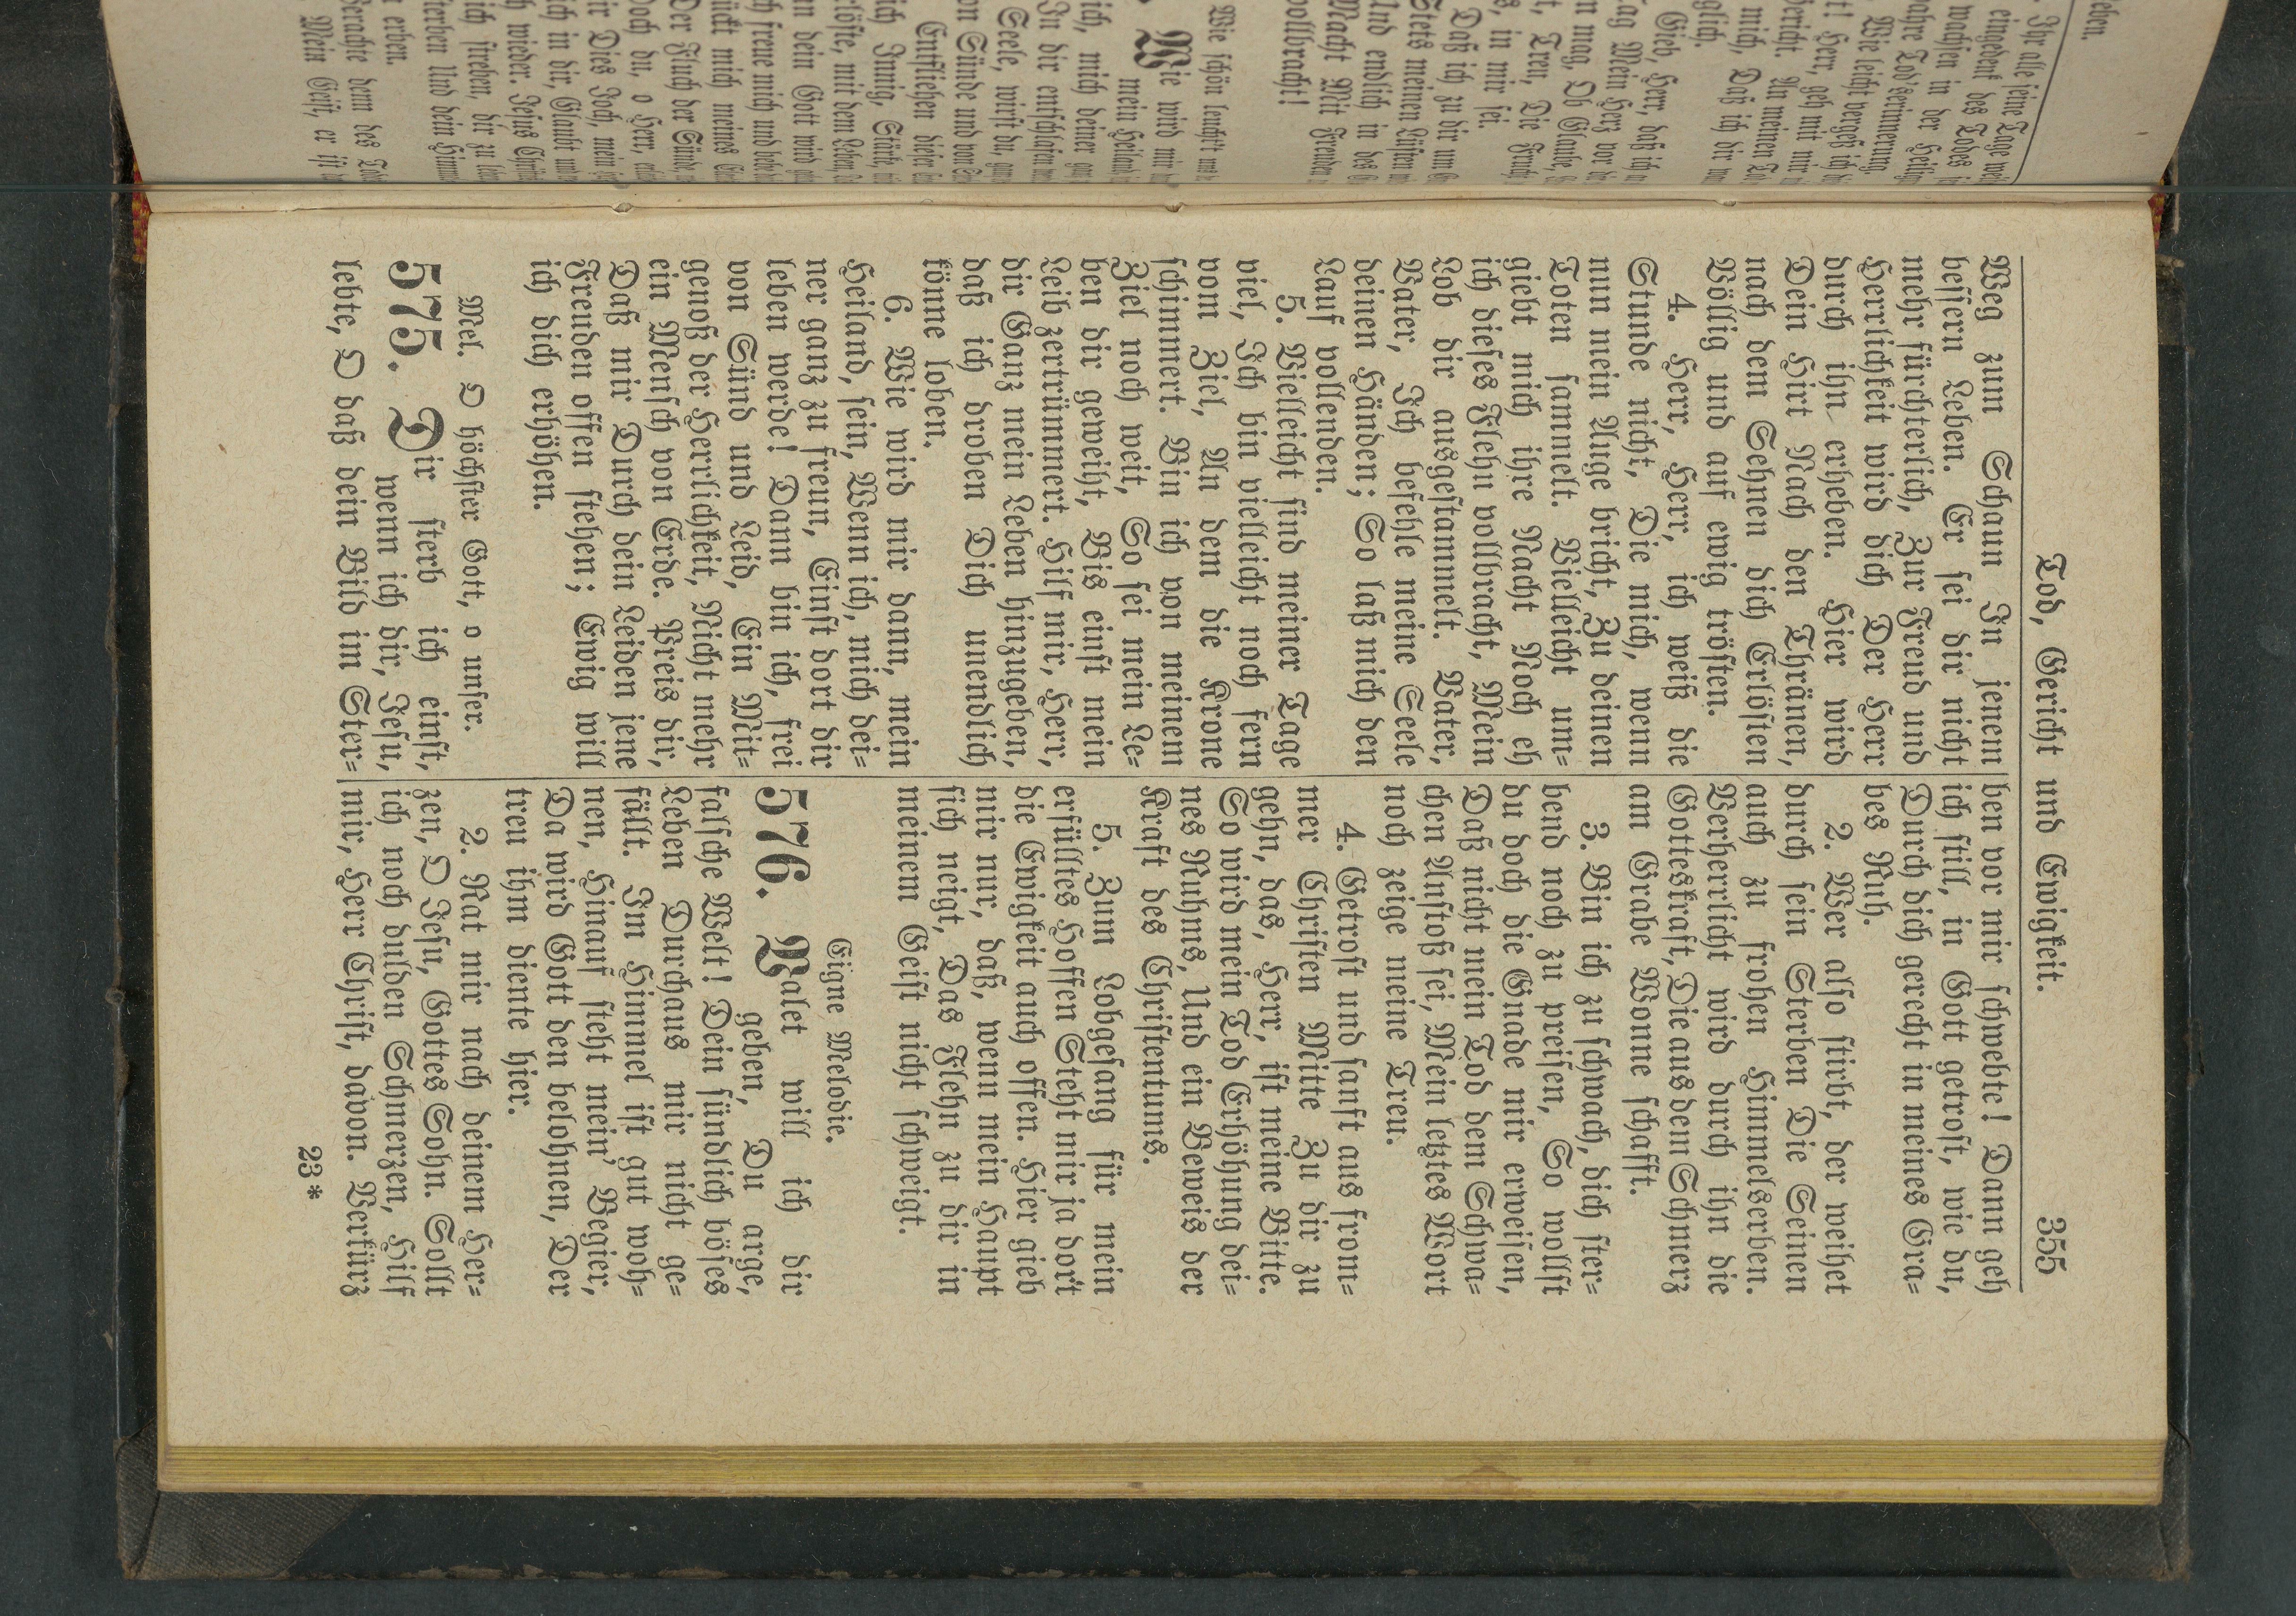 Tod, Gericht und Ewigkeit. 355
Weg zum Schaun In jenem
bessern Leben. Er sei dir nicht
mehr fürchterlich, Zur Freud und
Herrlichkeit wird dich Der Herr
durch ihn erheben. Hier wird
Dein Hirt Nach den Thränen,
nach dem Sehnen dich Erlösten
Völlig und auf ewig trösten.
4. Herr, Herr, ich weiß die
Stunde nicht, Die mich, wenn
nun mein Auge bricht, Zu deinen
Toten sammelt. Vielleicht um-
giebt mich ihre Nacht Noch eh
ich dieses Flehn vollbracht, Mein
Lob dir ausgestammelt. Vater,
Vater, Ich befehle meine Seele
deinen Händen; So laß mich den
Lauf vollenden.
5. Vielleicht sind meiner Tage
viel, Ich bin vielleicht noch fern
vom Ziel, An dem die Krone
schimmert. Bin ich von meinem
Ziel noch weit, So sei mein Le-
ben dir geweiht, Bis einst mein
Leib zertrümmert. Hilf mir, Herr,
dir Ganz mein Leben hinzugeben,
daß ich droben Dich unendlich
könne loben.
6. Wie wird mir dann, mein
Heiland, sein, Wenn ich, mich dei-
ner ganz zu freun, Einst dort dir
leben werde! Dann bin ich, frei
von Sünd und Leid, Ein Mit-
genoß der Herrlichkeit, Nicht mehr
ein Mensch von Erde. Preis dir,
Daß mir Durch dein Leiden jene
Freuden offen stehen; Ewig will
ich dich erhöhen.
Mel. O höchster Gott, o unser.
575. Dir sterb ich einst,
wenn ich dir, Jesu,
lebte, O daß dein Bild im Ster-
ben vor mir schwebte! Dann geh
ich still, in Gott getrost, wie du,
Durch dich gerecht in meines Gra-
bes Ruh.
2. Wer also stirbt, der weihet
durch sein Sterben Die Seinen
auch zu frohen Himmelserben.
Verherrlicht wird durch ihn die
Gotteskraft, Die aus dem Schmerz
am Grabe Wonne schafft.
3. Bin ich zu schwach, dich ster-
bend noch zu preisen, So wollst
du doch die Gnade mir erweisen,
Daß nicht mein Tod dem Schwa-
chen Anstoß sei, Mein letztes Wort
noch zeige meine Treu.
4. Getrost und sanft aus from-
mer Christen Mitte Zu dir zu
gehn, das, Herr, ist meine Bitte.
So wird mein Tod Erhöhung dei-
nes Ruhms, Und ein Beweis der
Kraft des Christentums.
5. Zum Lobgesang für mein
erfülltes Hoffen Steht mir ja dort
die Ewigkeit auch offen. Hier gieb
mir nur, daß, wenn mein Haupt
sich neigt, Das Flehn zu dir in
meinem Geist nicht schweigt.
Eigne Melodie.
576. Valet will ich dir
geben, Du arge,
falsche Welt! Dein sündlich böses
Leben Durchaus mir nicht ge-
fällt. Im Himmel ist gut woh-
nen, Hinauf steht mein' Begier,
Da wird Gott den belohnen, Der
treu ihm diente hier.
2. Rat mir nach deinem Her-
zen, O Jesu, Gottes Sohn. Sollt
ich noch dulden Schmerzen, Hilf
mir, Herr Christ, davon. Verkürz
23*